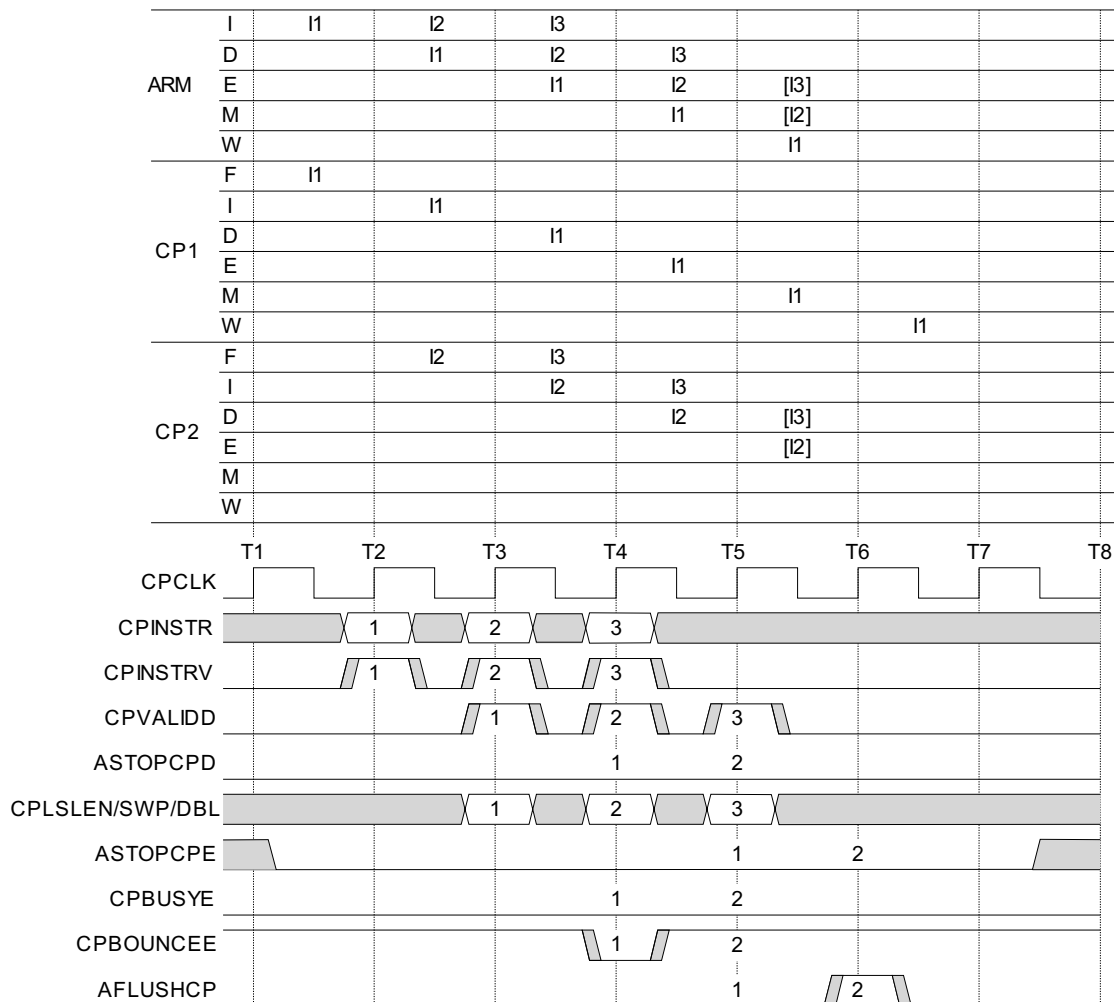 I I1 I2 I3
D I1 I2 I3
ARM E I1 I2 [I3]
M I1 [I2]
W I1
F I1
I I1
D I1
CP1
E I1
M I1
W I1
F I2 I3
I I2 I3
D I2 [I3]
CP2
E [I2]
M
W
T1 T2 T3 T4 T5 T6 T7 T8
CPCLK
CPINSTR 1 2 3
CPINSTRV 1 2 3
CPVALIDD 1 2 3
ASTOPCPD 1 2
CPLSLEN/SWP/DBL 1 2 3
ASTOPCPE 1 2
CPBUSYE 1 2
CPBOUNCEE 1 2
AFLUSHCP 1 2